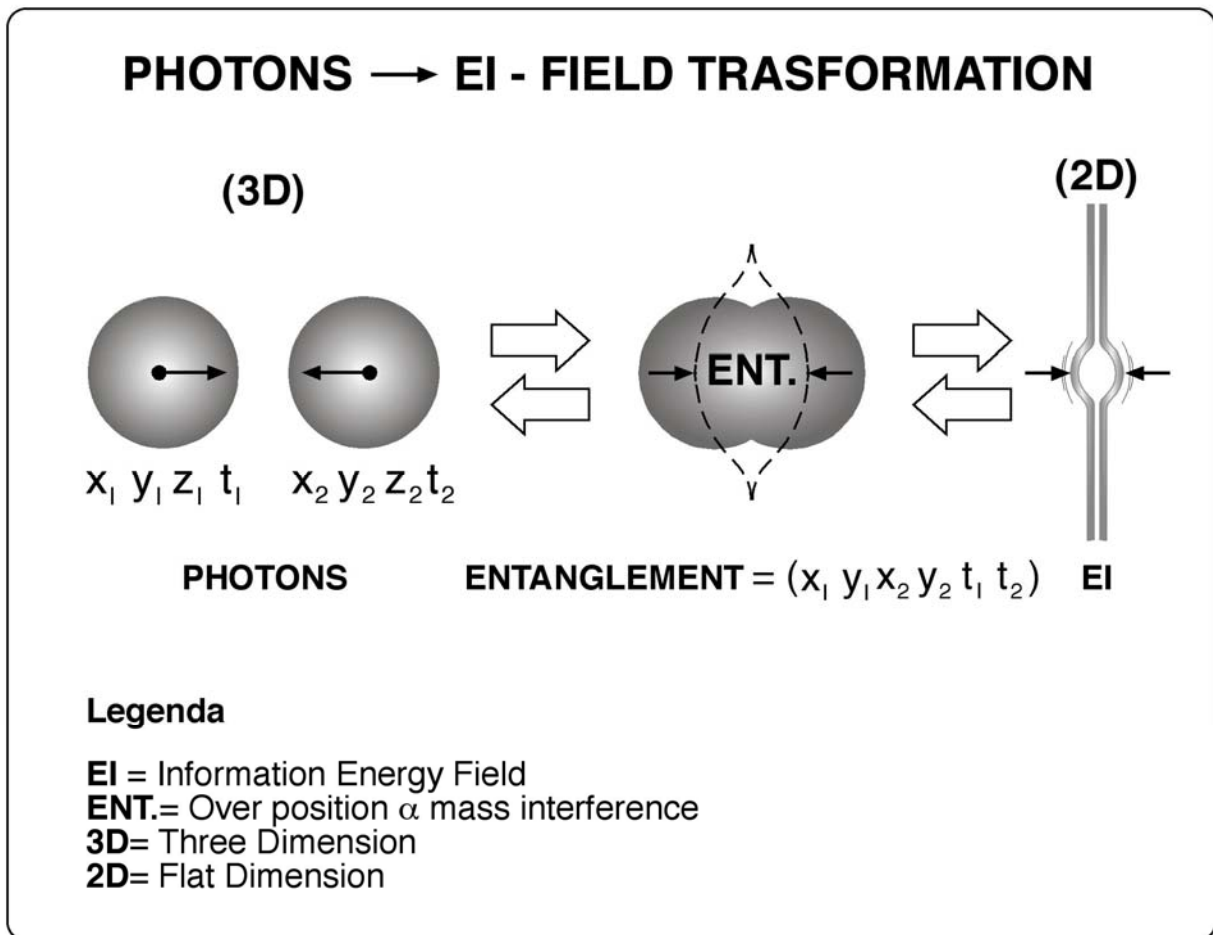 PHOTONS → EI - FIELD TRASFORMATION
(3D)
(2D)
ENT.
x₁ y₁ z₁ t₁
x₂ y₂ z₂ t₂
PHOTONS
ENTANGLEMENT = (x₁ y₁ x₂ y₂ t₁ t₂)
EI
Legenda
EI = Information Energy Field
ENT.= Over position α mass interference
3D= Three Dimension
2D= Flat Dimension